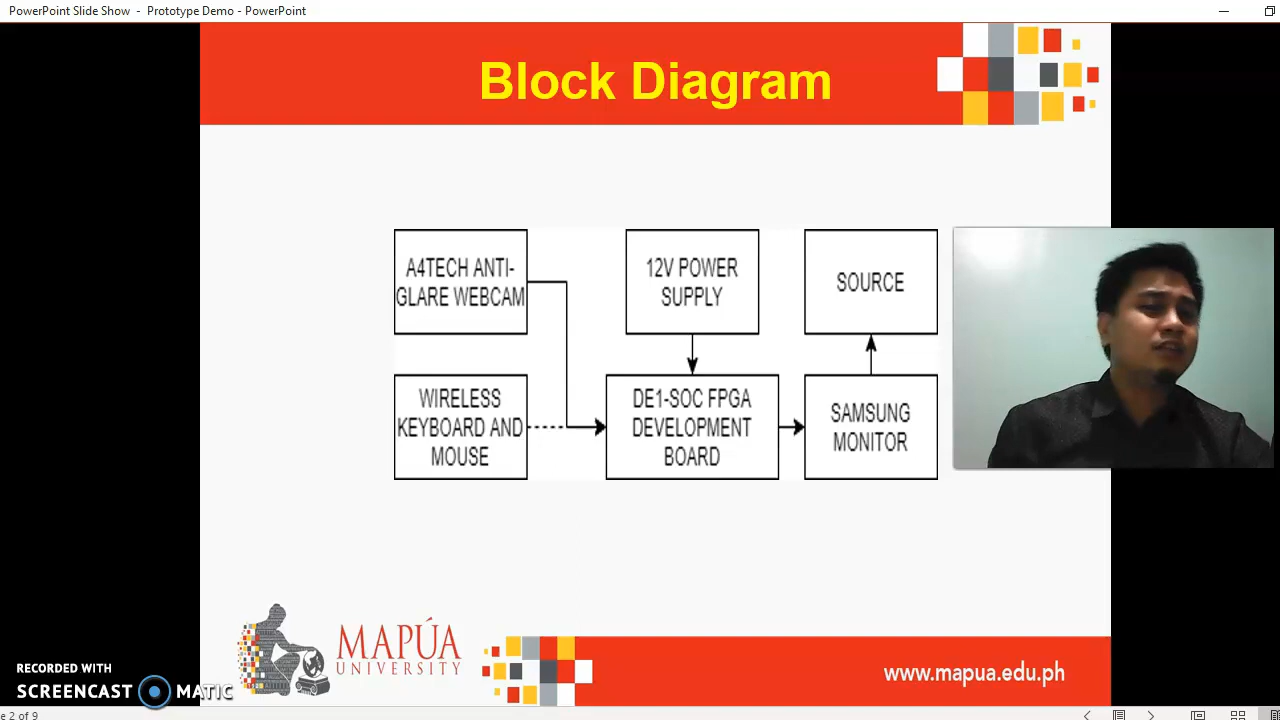 PowerPoint Slide Show - Prototype Demo - PowerPoint
Block Diagram
A4TECH ANTI-
GLARE WEBCAM
12V POWER
SUPPLY
SOURCE
WIRELESS
KEYBOARD AND
MOUSE
DE1-SOC FPGA
DEVELOPMENT
BOARD
SAMSUNG
MONITOR
MAPÚA
UNIVERSITY
www.mapua.edu.ph
RECORDED WITH
SCREENCAST MATIC
e 2 of 9